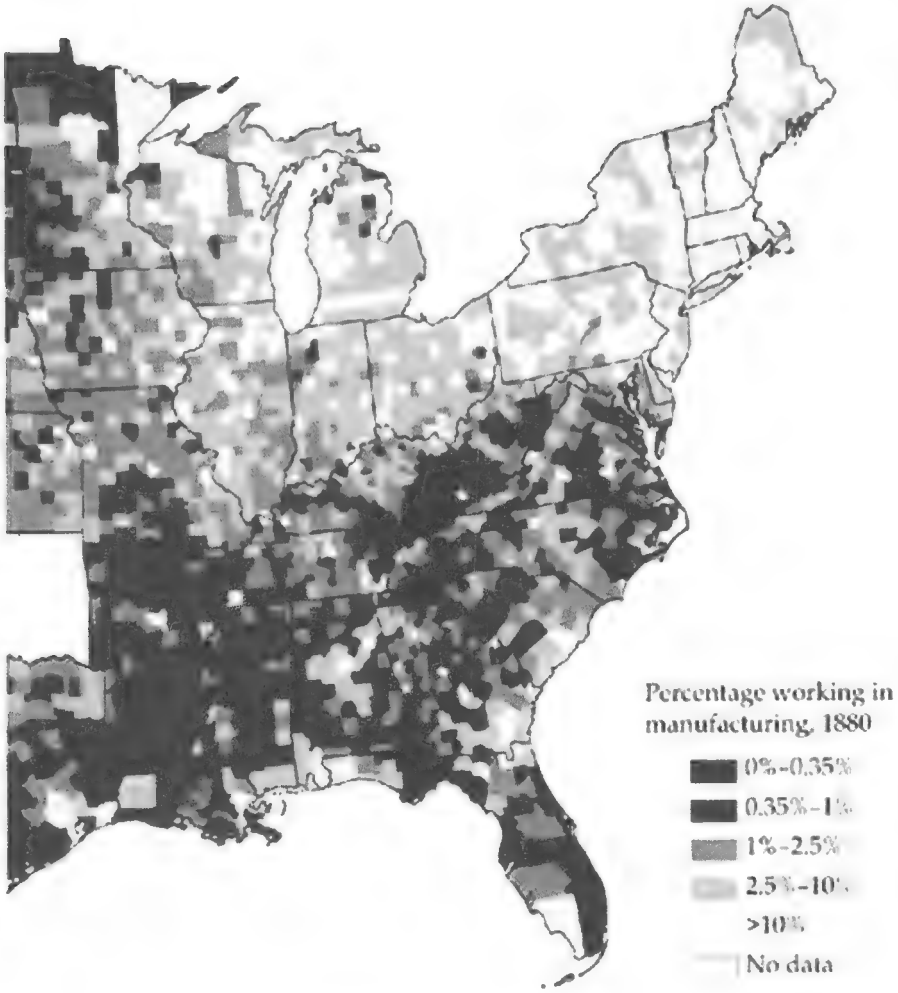 Percentage working in
manufacturing, 1880
0%–0.35%
0.35%–1%
1%–2.5%
2.5%–10%
>10%
No data